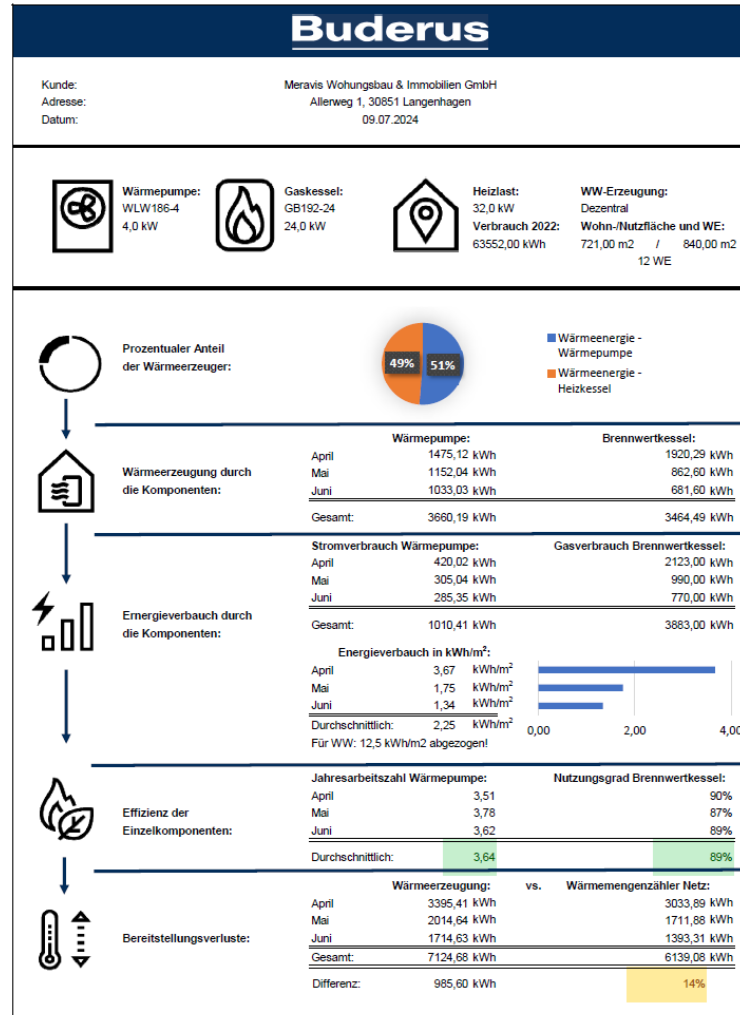 Buderus
Kunde: Meravis Wohungsbau & Immobilien GmbH
Adresse: Allerweg 1, 30851 Langenhagen
Datum: 09.07.2024
Wärmepumpe: Gaskessel: Heizlast: WW-Erzeugung:
WLW186-4 GB192-24 32,0 kW Dezentral
4,0 kW 24,0 kW Verbrauch 2022: Wohn-/Nutzfläche und WE:
63552,00 kWh 721,00 m2 / 840,00 m2
12 WE
Prozentualer Anteil
der Wärmeerzeuger:
49% 51%
Wärmeenergie -
Wärmepumpe
Wärmeenergie -
Heizkessel
Wärmepumpe: Brennwertkessel:
Wärmeerzeugung durch
die Komponenten:
April 1475,12 kWh 1920,29 kWh
Mai 1152,04 kWh 862,60 kWh
Juni 1033,03 kWh 681,60 kWh
Gesamt: 3660,19 kWh 3464,49 kWh
Stromverbrauch Wärmepumpe: Gasverbrauch Brennwertkessel:
April 420,02 kWh 2123,00 kWh
Mai 305,04 kWh 990,00 kWh
Juni 285,35 kWh 770,00 kWh
Ernergieverbauch durch
die Komponenten:
Gesamt: 1010,41 kWh 3883,00 kWh
Energieverbauch in kWh/m²:
April 3,67 kWh/m²
Mai 1,75 kWh/m²
Juni 1,34 kWh/m²
Durchschnittlich: 2,25 kWh/m²
0,00 2,00 4,00
Für WW: 12,5 kWh/m2 abgezogen!
Jahresarbeitszahl Wärmepumpe: Nutzungsgrad Brennwertkessel:
April 3,51 90%
Mai 3,78 87%
Juni 3,62 89%
Effizienz der
Einzelkomponenten:
Durchschnittlich: 3,64 89%
Wärmeerzeugung: vs. Wärmemengenzähler Netz:
April 3395,41 kWh 3033,89 kWh
Mai 2014,64 kWh 1711,88 kWh
Juni 1714,63 kWh 1393,31 kWh
Bereitstellungsverluste:
Gesamt: 7124,68 kWh 6139,08 kWh
Differenz: 985,60 kWh 14%